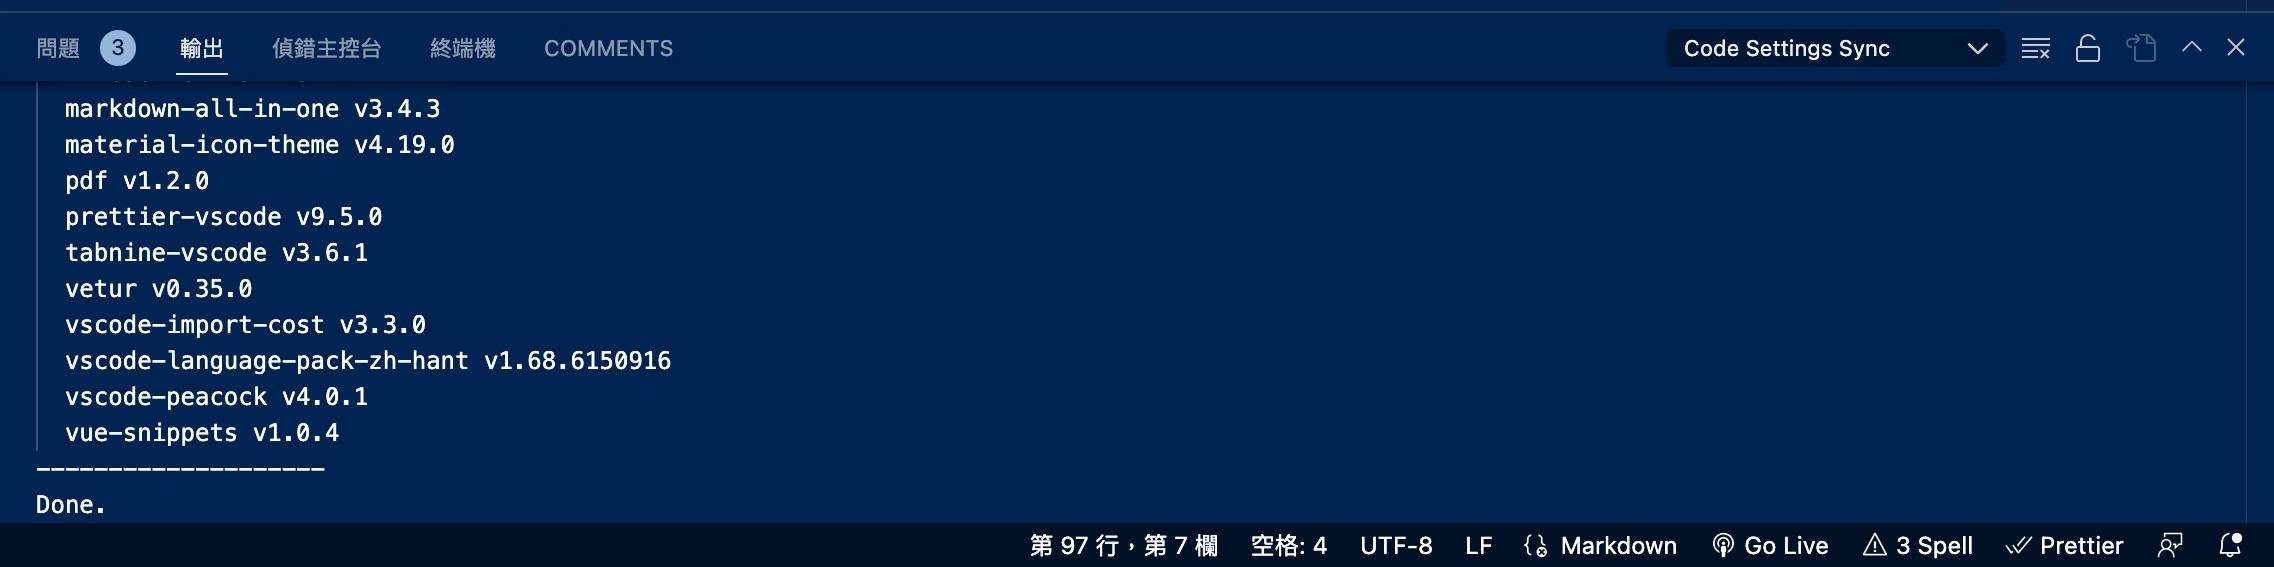 問題 3 輸出 偵錯主控台 終端機 COMMENTS Code Settings Sync
markdown-all-in-one v3.4.3
material-icon-theme v4.19.0
pdf v1.2.0
prettier-vscode v9.5.0
tabnine-vscode v3.6.1
vetur v0.35.0
vscode-import-cost v3.3.0
vscode-language-pack-zh-hant v1.68.6150916
vscode-peacock v4.0.1
vue-snippets v1.0.4
--------------------
Done.
第 97 行，第 7 欄 空格: 4 UTF-8 LF Markdown Go Live 3 Spell Prettier